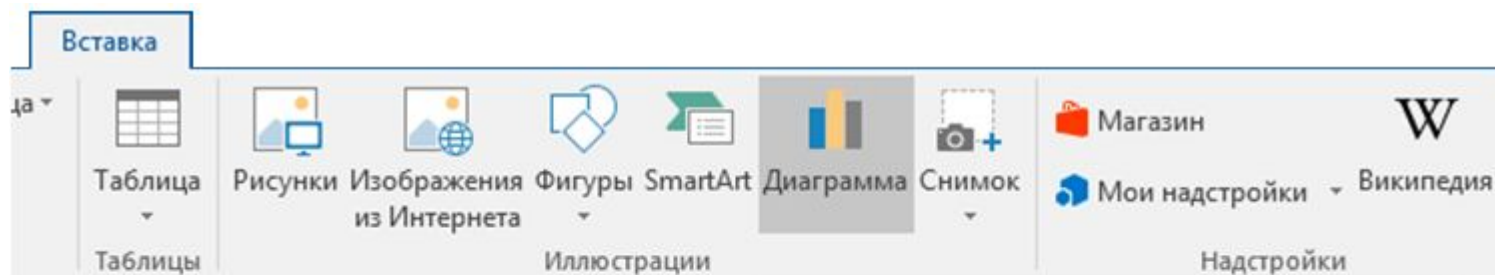 Вставка
ца
Таблица
Рисунки
Изображения
из Интернета
Фигуры
SmartArt
Диаграмма
Снимок
Магазин
Мои надстройки
W
Википедия
Таблицы
Иллюстрации
Надстройки